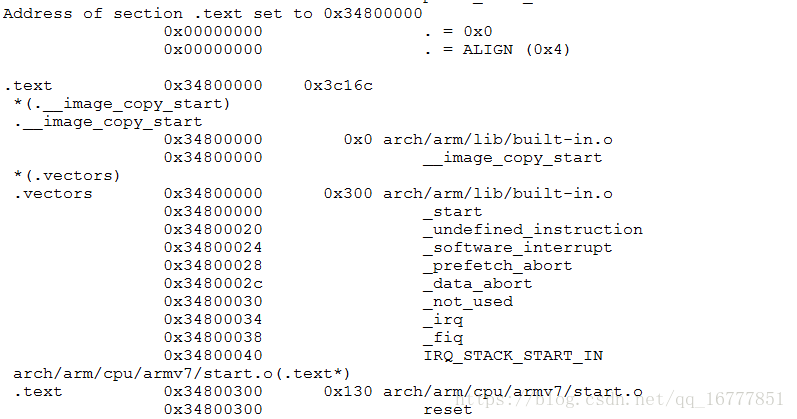 Address of section .text set to 0x34800000
0x00000000 . = 0x0
0x00000000 . = ALIGN (0x4)
.text 0x34800000 0x3c16c
*(.__image_copy_start)
.__image_copy_start
0x34800000 0x0 arch/arm/lib/built-in.o
0x34800000 __image_copy_start
*(.vectors)
.vectors 0x34800000 0x300 arch/arm/lib/built-in.o
0x34800000 _start
0x34800020 _undefined_instruction
0x34800024 _software_interrupt
0x34800028 _prefetch_abort
0x3480002c _data_abort
0x34800030 _not_used
0x34800034 _irq
0x34800038 _fiq
0x34800040 IRQ_STACK_START_IN
arch/arm/cpu/armv7/start.o(.text*)
.text 0x34800300 0x130 arch/arm/cpu/armv7/start.o
0x34800300 reset
https://blog.csdn.net/qq_16777851